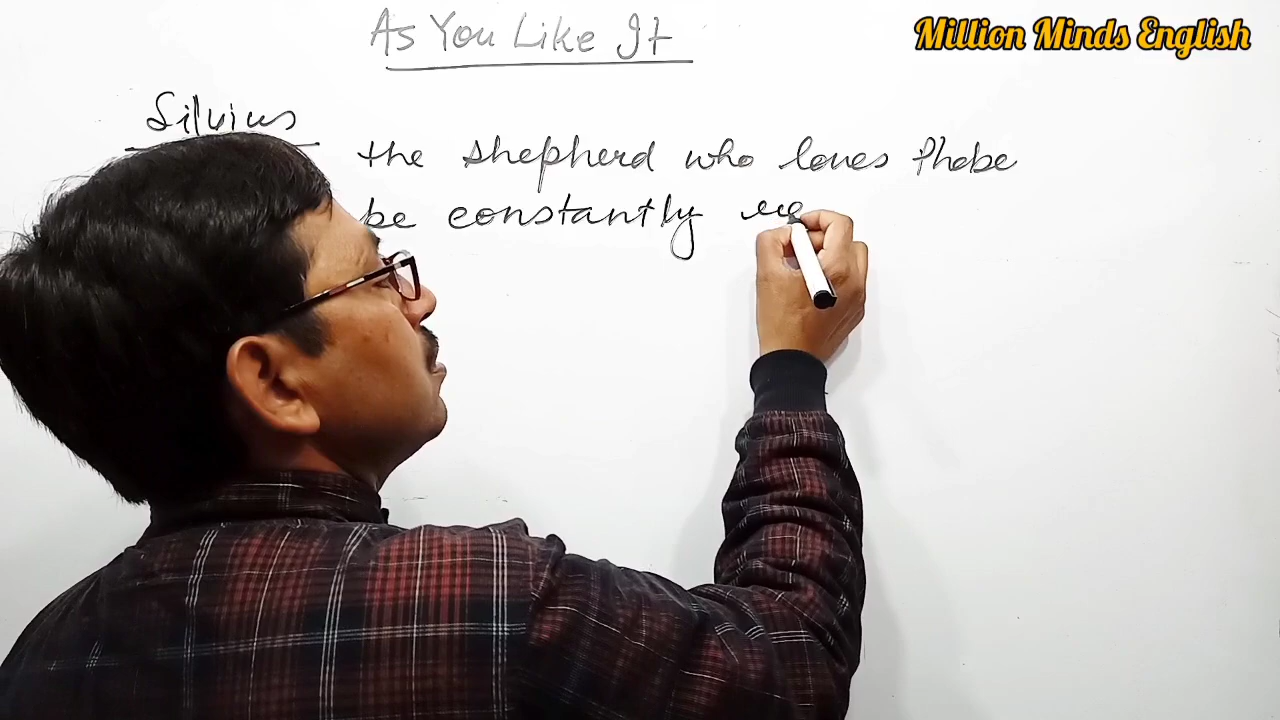 As You Like It
Million Minds English
Silvius
the shepherd who loves Phebe
be constantly